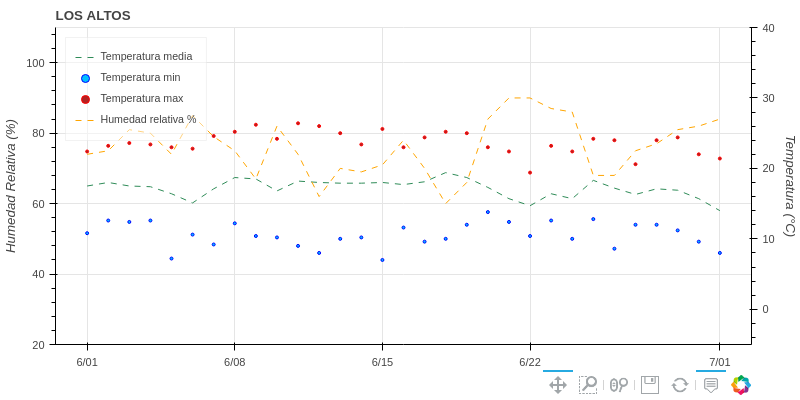 LOS ALTOS
Temperatura media
Temperatura min
Temperatura max
Humedad relativa %
Humedad Relativa (%)
100
80
60
40
20
40
30
20
10
0
Temperatura (°C)
6/01
6/08
6/15
6/22
7/01